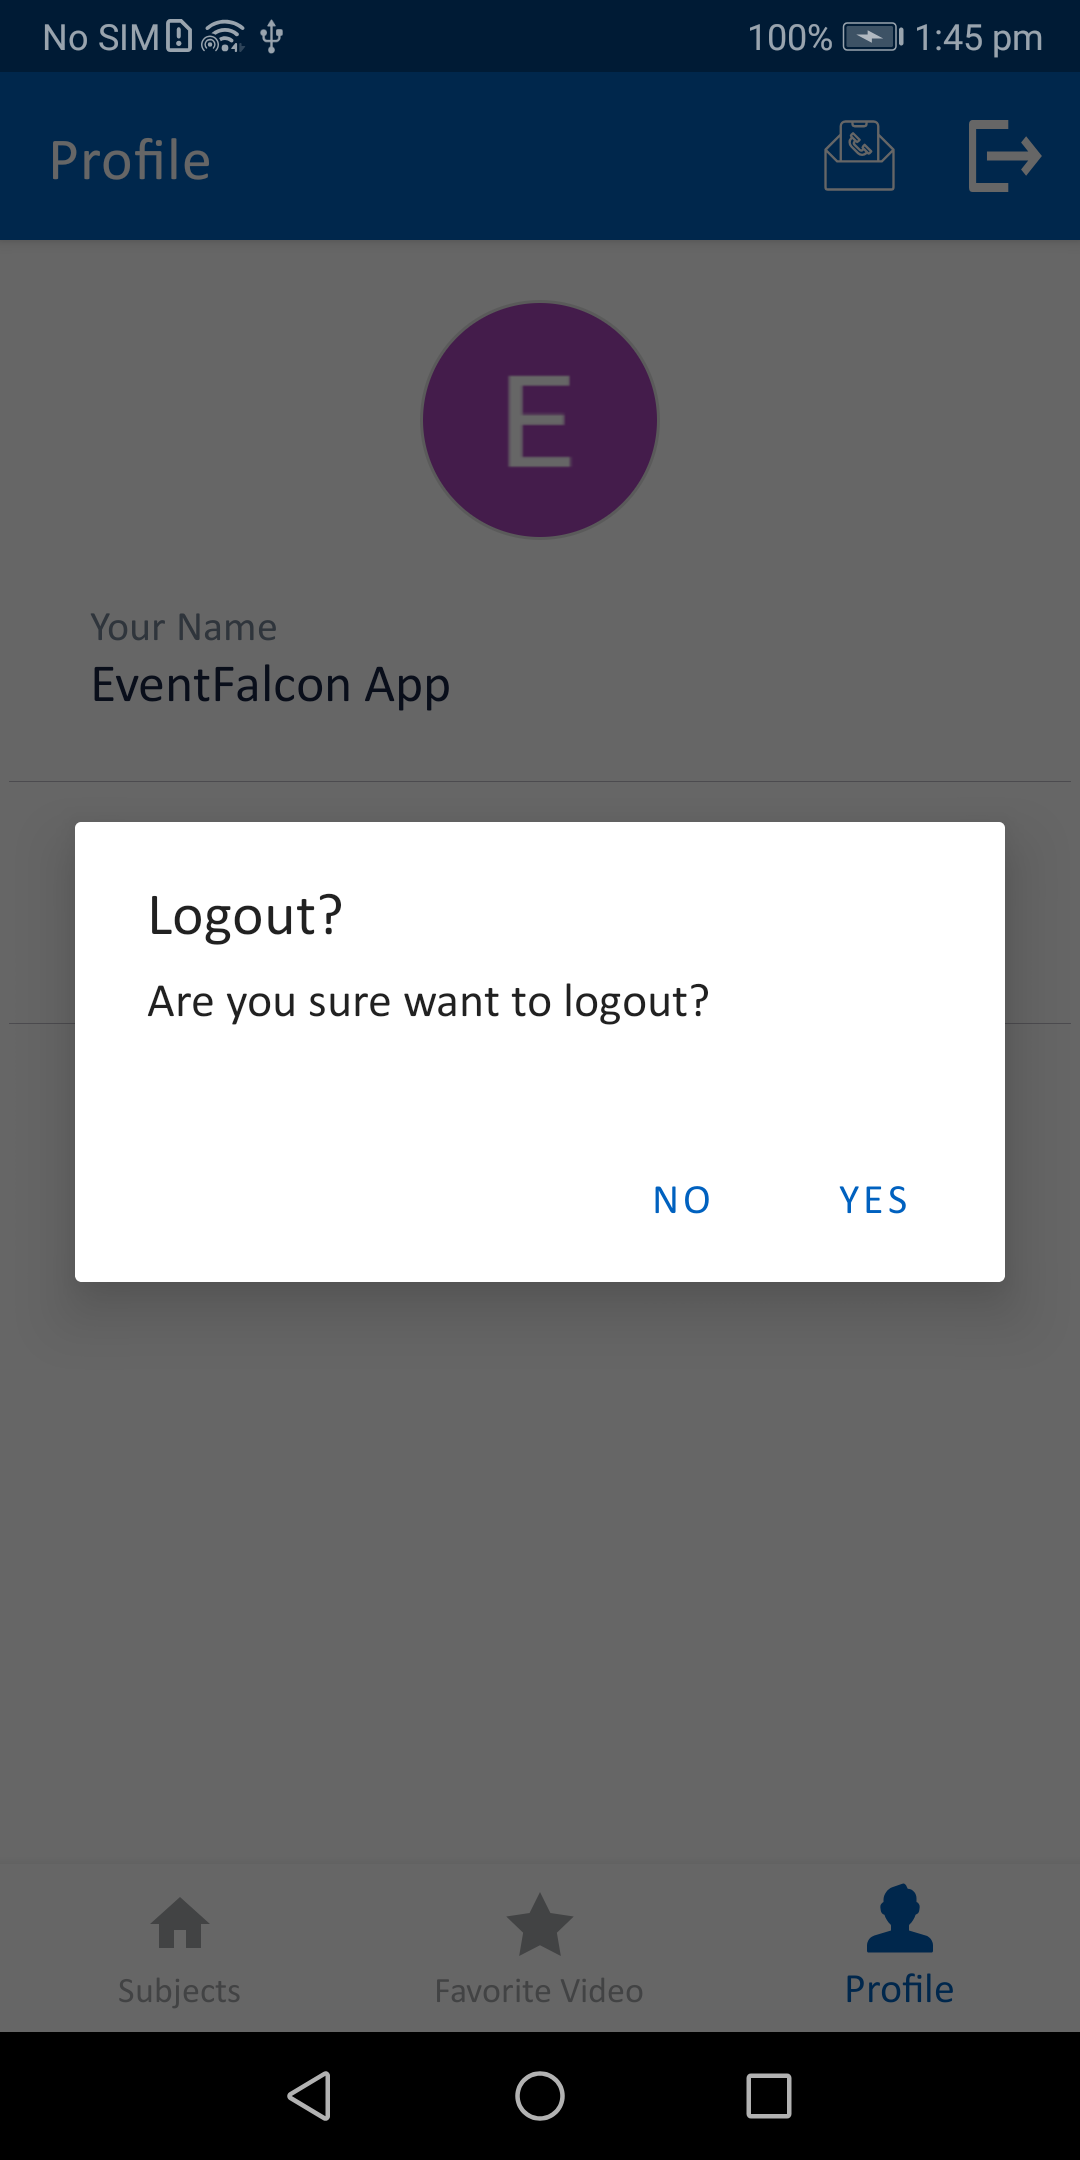 No SIM 100% 1:45 pm
Profile
E
Your Name
EventFalcon App
Logout?
Are you sure want to logout?
NO YES
Subjects Favorite Video Profile